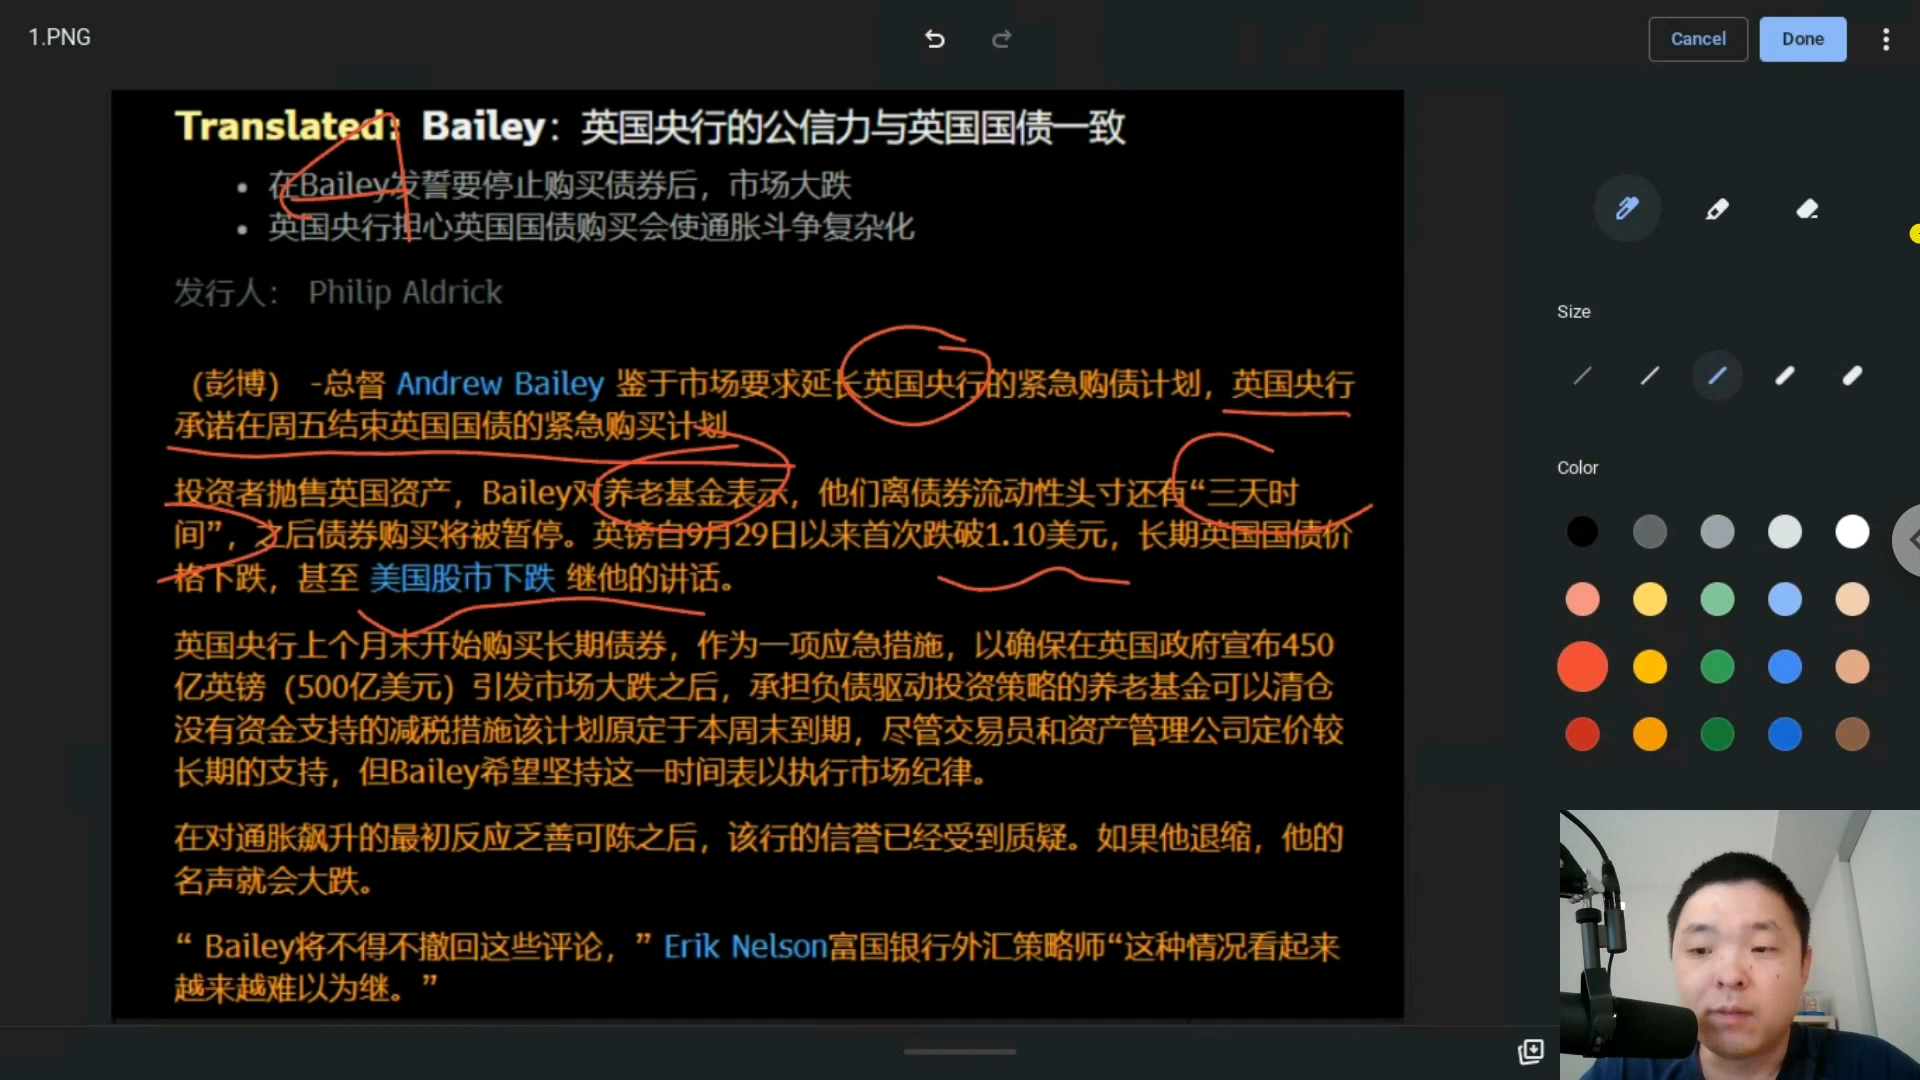 1.PNG
Cancel
Done
Translated: Bailey：英国央行的公信力与英国国债一致
• 在Bailey发誓要停止购买债券后，市场大跌
• 英国央行担心英国国债购买会使通胀斗争复杂化
发行人： Philip Aldrick
（彭博） -总督 Andrew Bailey 鉴于市场要求延长英国央行的紧急购债计划，英国央行
承诺在周五结束英国国债的紧急购买计划
投资者抛售英国资产，Bailey对养老基金表示，他们离债券流动性头寸还有“三天时
间”，之后债券购买将被暂停。英镑自9月29日以来首次跌破1.10美元，长期英国国债价
格下跌，甚至 美国股市下跌 继他的讲话。
英国央行上个月末开始购买长期债券，作为一项应急措施，以确保在英国政府宣布450
亿英镑（500亿美元）引发市场大跌之后，承担负债驱动投资策略的养老基金可以清仓
没有资金支持的减税措施该计划原定于本周末到期，尽管交易员和资产管理公司定价较
长期的支持，但Bailey希望坚持这一时间表以执行市场纪律。
在对通胀飙升的最初反应乏善可陈之后，该行的信誉已经受到质疑。如果他退缩，他的
名声就会大跌。
“ Bailey将不得不撤回这些评论，” Erik Nelson富国银行外汇策略师“这种情况看起来
越来越难以为继。”
Size
Color